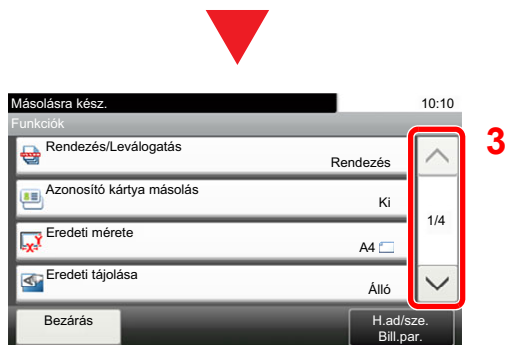 Másolásra kész.
10:10
Funkciók
Rendezés/Leválogatás
Rendezés
Azonosító kártya másolás
Ki
Eredeti mérete
A4
Eredeti tájolása
Álló
1/4
3
Bezárás
H.ad/sze.
Bill.par.